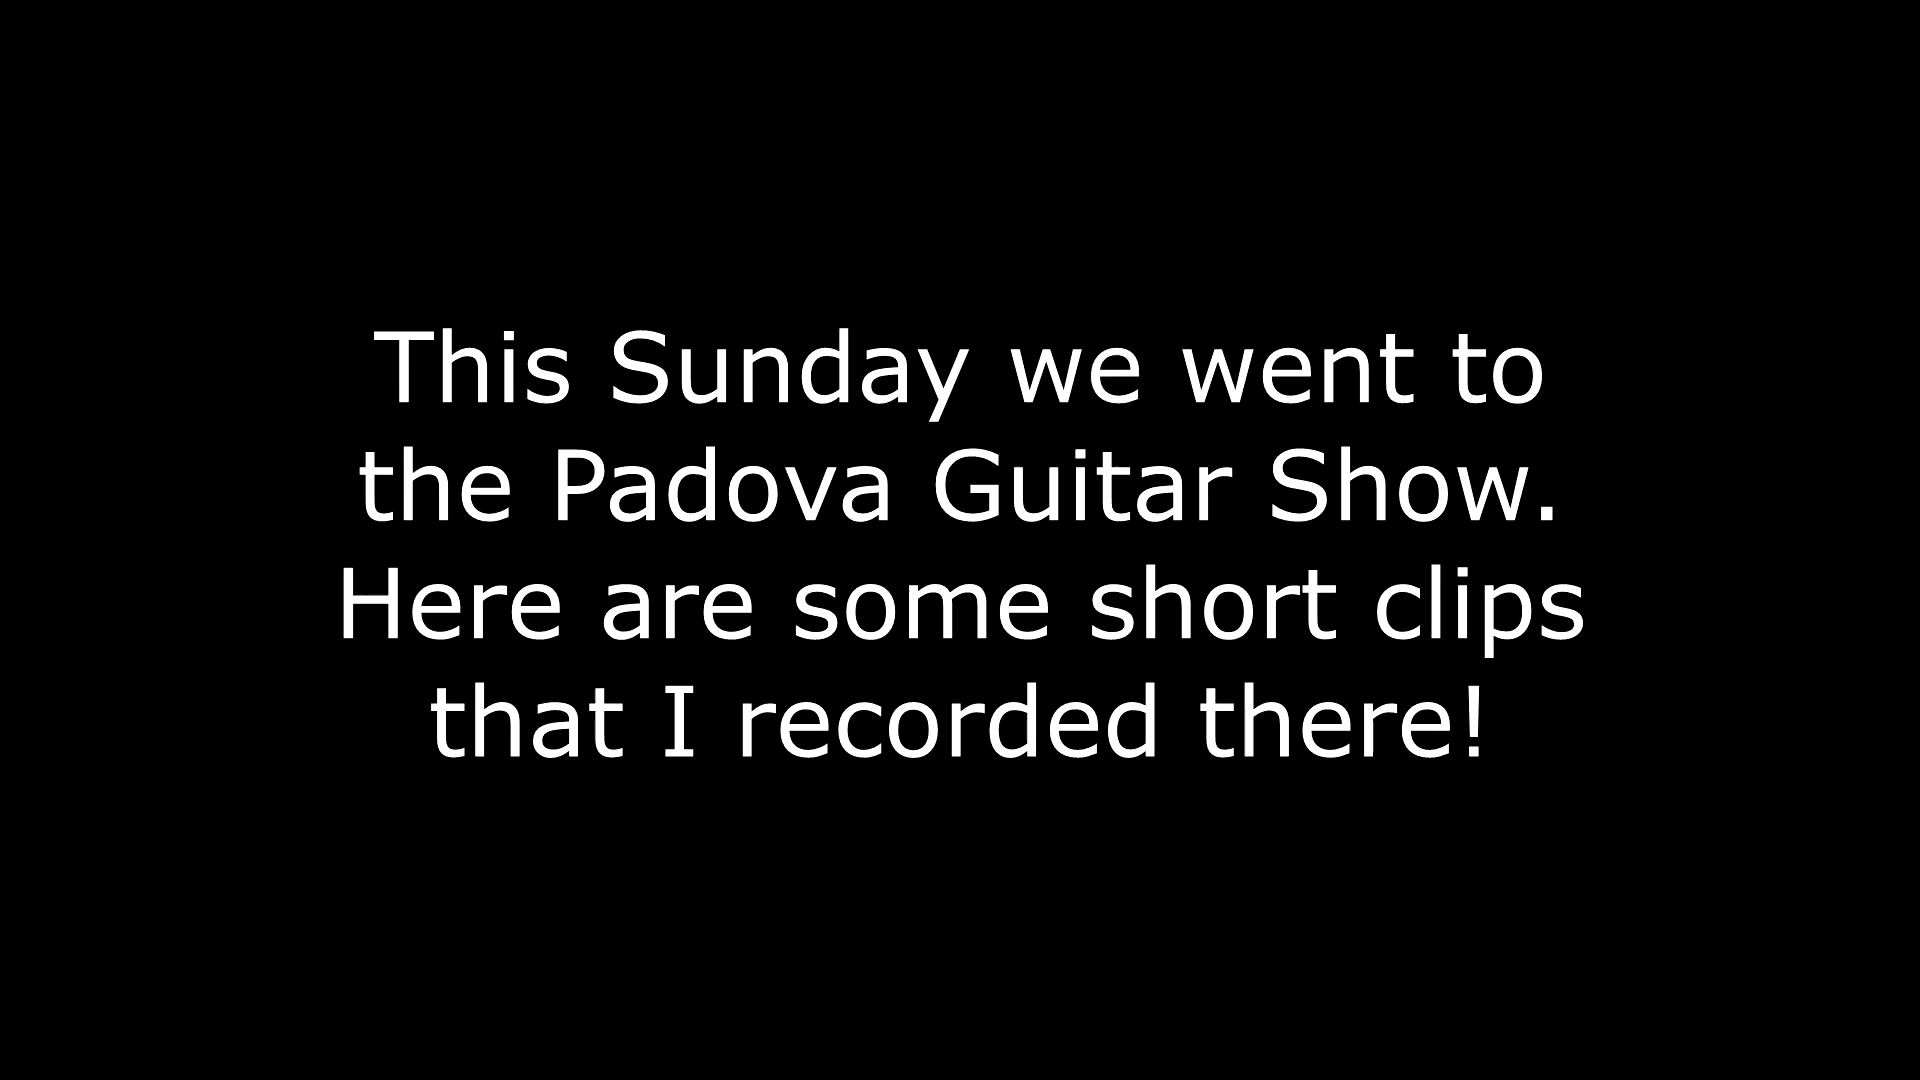 This Sunday we went to
the Padova Guitar Show.
Here are some short clips
that I recorded there!